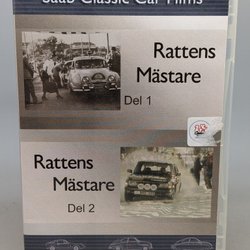 Saab Classic Car Films
Rattens
Mästare
Del 1
Rattens
Mästare
Del 2